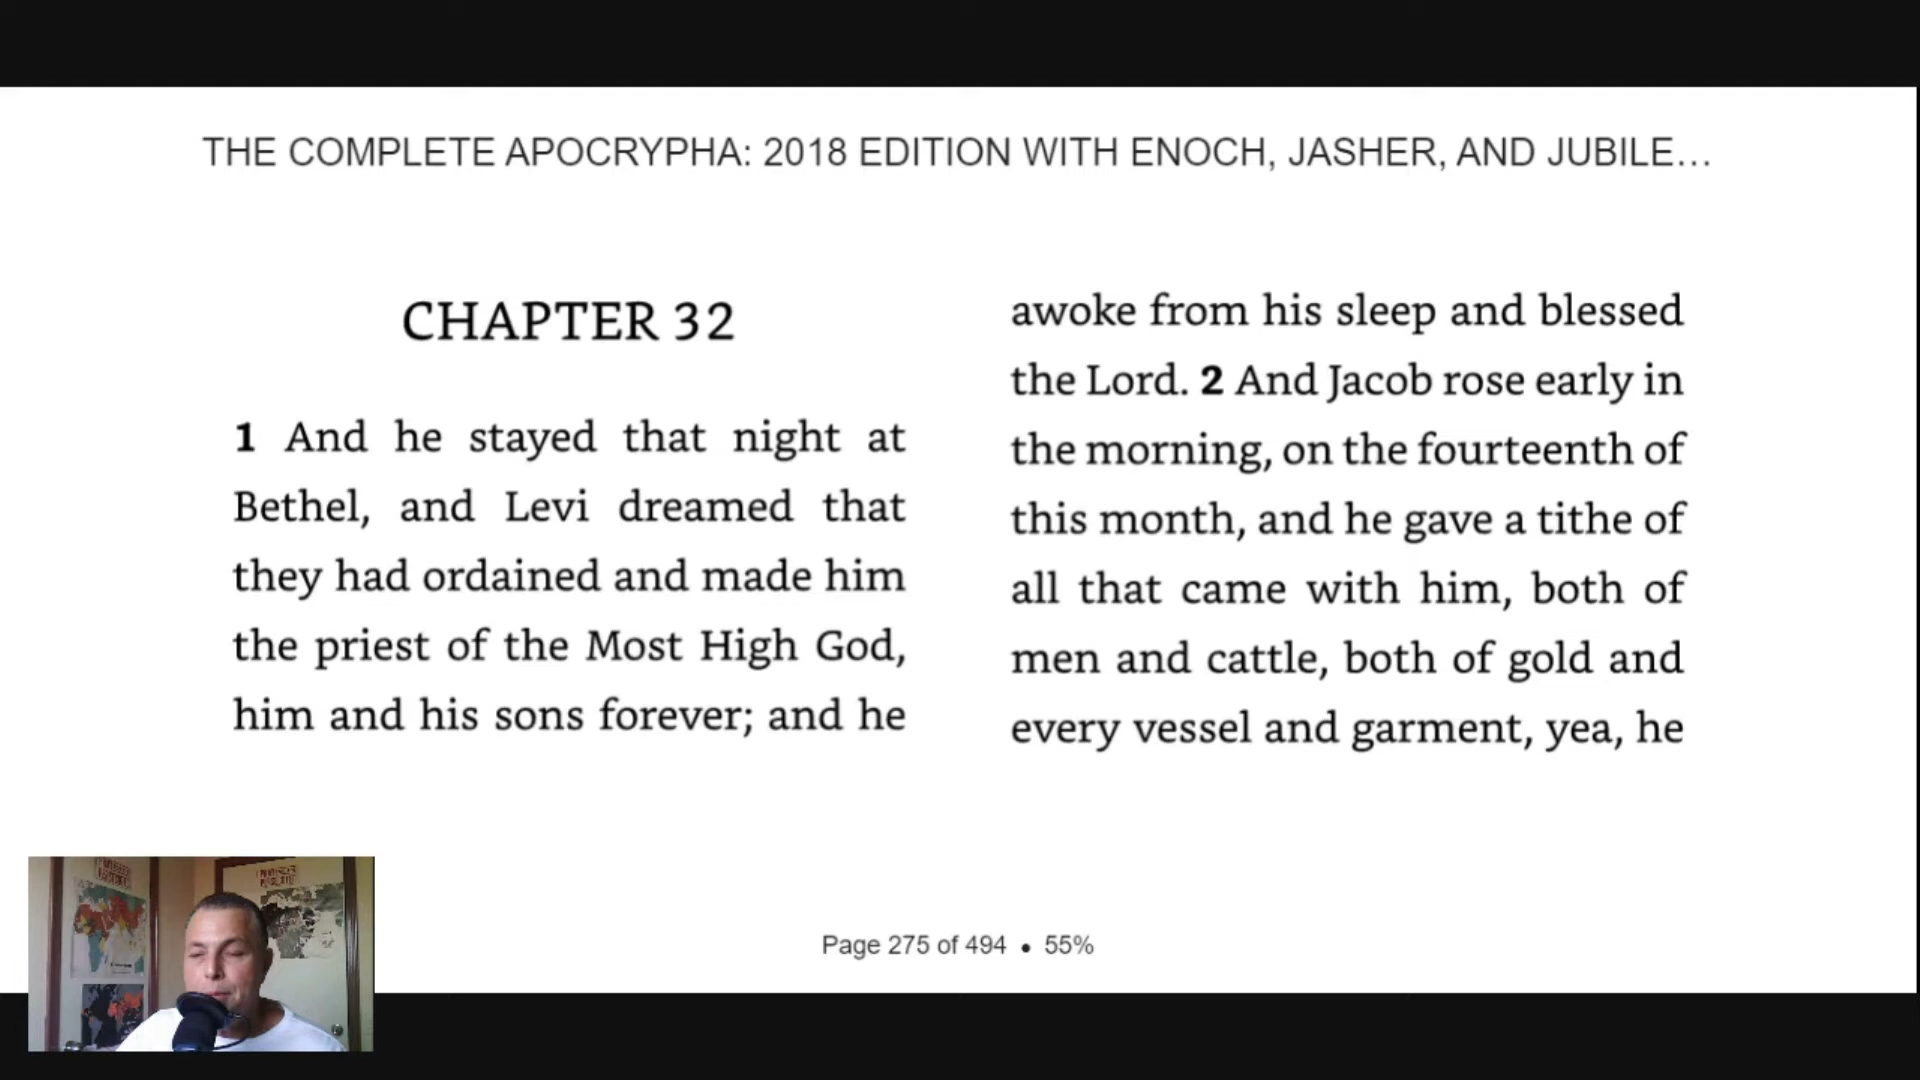 THE COMPLETE APOCRYPHA: 2018 EDITION WITH ENOCH, JASHER, AND JUBILE...
CHAPTER 32
1 And he stayed that night at
Bethel, and Levi dreamed that
they had ordained and made him
the priest of the Most High God,
him and his sons forever; and he
awoke from his sleep and blessed
the Lord. 2 And Jacob rose early in
the morning, on the fourteenth of
this month, and he gave a tithe of
all that came with him, both of
men and cattle, both of gold and
every vessel and garment, yea, he
Page 275 of 494 • 55%